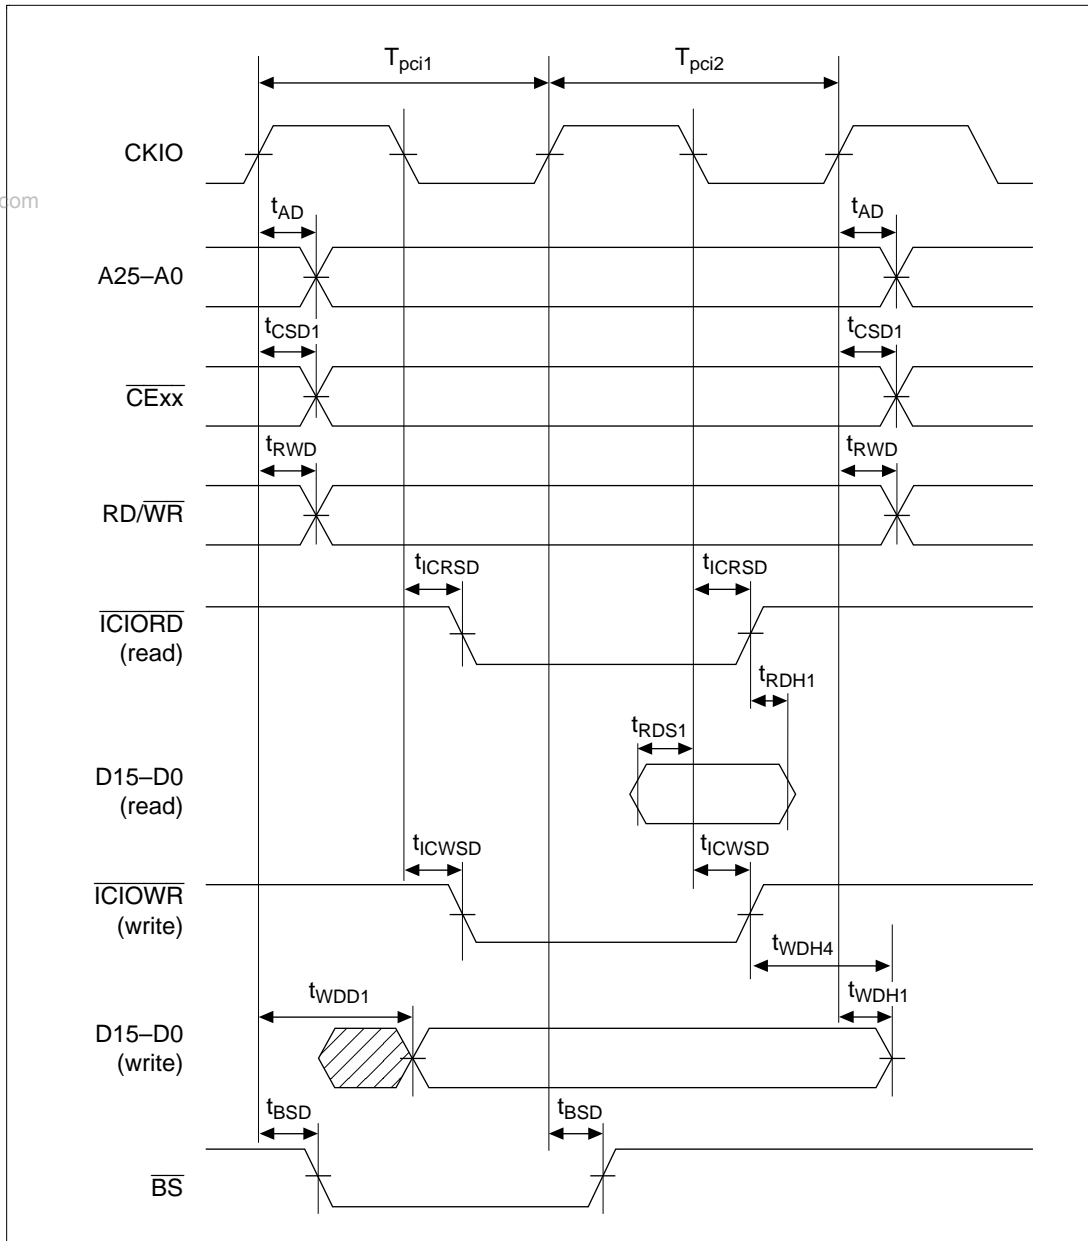 Tpci1 Tpci2
CKIO
com
tAD tAD
A25–A0
tCSD1 tCSD1
CExx
tRWD tRWD
RD/WR
tICRSD tICRSD
ICIORD
(read)
tRDH1
tRDS1
D15–D0
(read)
tICWSD tICWSD
ICIOWR
(write)
tWDH4
tWDD1 tWDH1
D15–D0
(write)
tBSD tBSD
BS